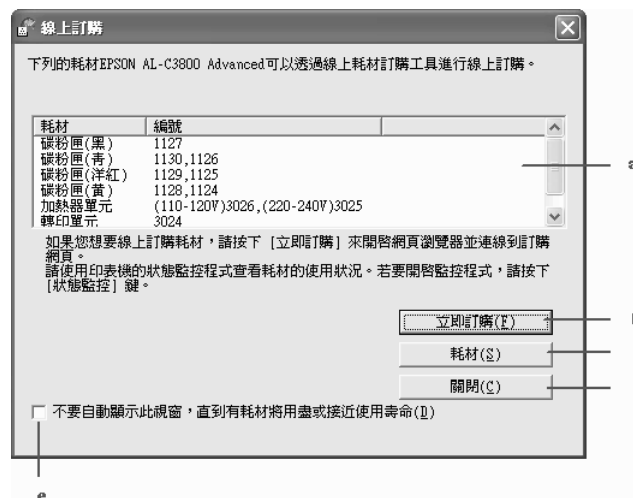 線上訂購
下列的耗材EPSON AL-C3800 Advanced可以透過線上耗材訂購工具進行線上訂購。
耗材 編號
碳粉匣(黑) 1127
碳粉匣(青) 1130,1126
碳粉匣(洋紅) 1129,1125
碳粉匣(黃) 1128,1124
加熱器單元 (110-120V)3026,(220-240V)3025
轉印單元 3024
如果您想要線上訂購耗材，請按下 [立即訂購] 來開啓網頁瀏覽器並連線到訂購
網頁。
請使用印表機的狀態監控程式查看耗材的使用狀況。若要開啓監控程式，請按下
[狀態監控] 鍵。
立即訂購(F)
耗材(S)
關閉(C)
不要自動顯示此視窗，直到有耗材將用盡或接近使用壽命(D)
a
e